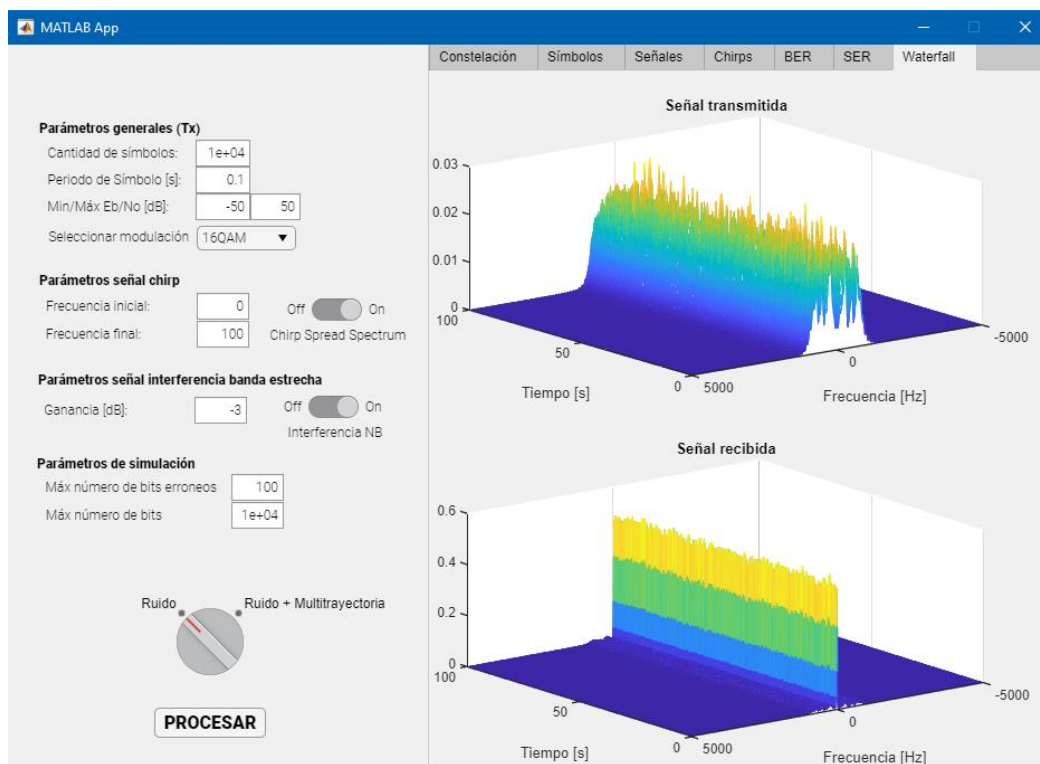 MATLAB App
Constelación Símbolos Señales Chirps BER SER Waterfall
Parámetros generales (Tx)
Cantidad de símbolos: 1e+04
Periodo de Símbolo [s]: 0.1
Min/Máx Eb/No [dB]: -50 50
Seleccionar modulación 16QAM
Parámetros señal chirp
Frecuencia inicial: 0
Off On
Frecuencia final: 100
Chirp Spread Spectrum
Parámetros señal interferencia banda estrecha
Ganancia [dB]: -3
Off On
Interferencia NB
Parámetros de simulación
Máx número de bits erroneos 100
Máx número de bits 1e+04
Ruido Ruido + Multitrayectoria
PROCESAR
Señal transmitida
0.03
0.02
0.01
0
100
50
0
Tiempo [s]
5000
0
-5000
Frecuencia [Hz]
Señal recibida
0.6
0.4
0.2
0
100
50
0
Tiempo [s]
5000
0
-5000
Frecuencia [Hz]